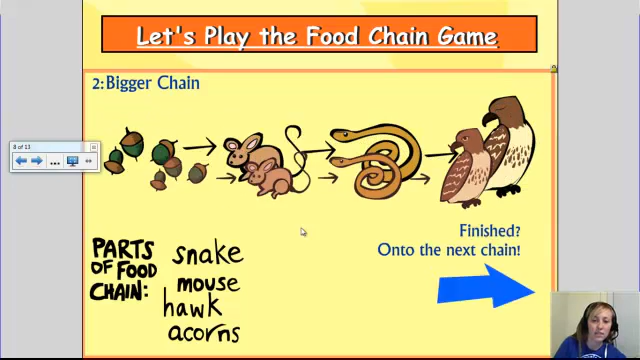 Let's Play the Food Chain Game
2: Bigger Chain
8 of 13
PARTS
OF FOOD
CHAIN:
snake
mouse
hawk
acorns
Finished?
Onto the next chain!